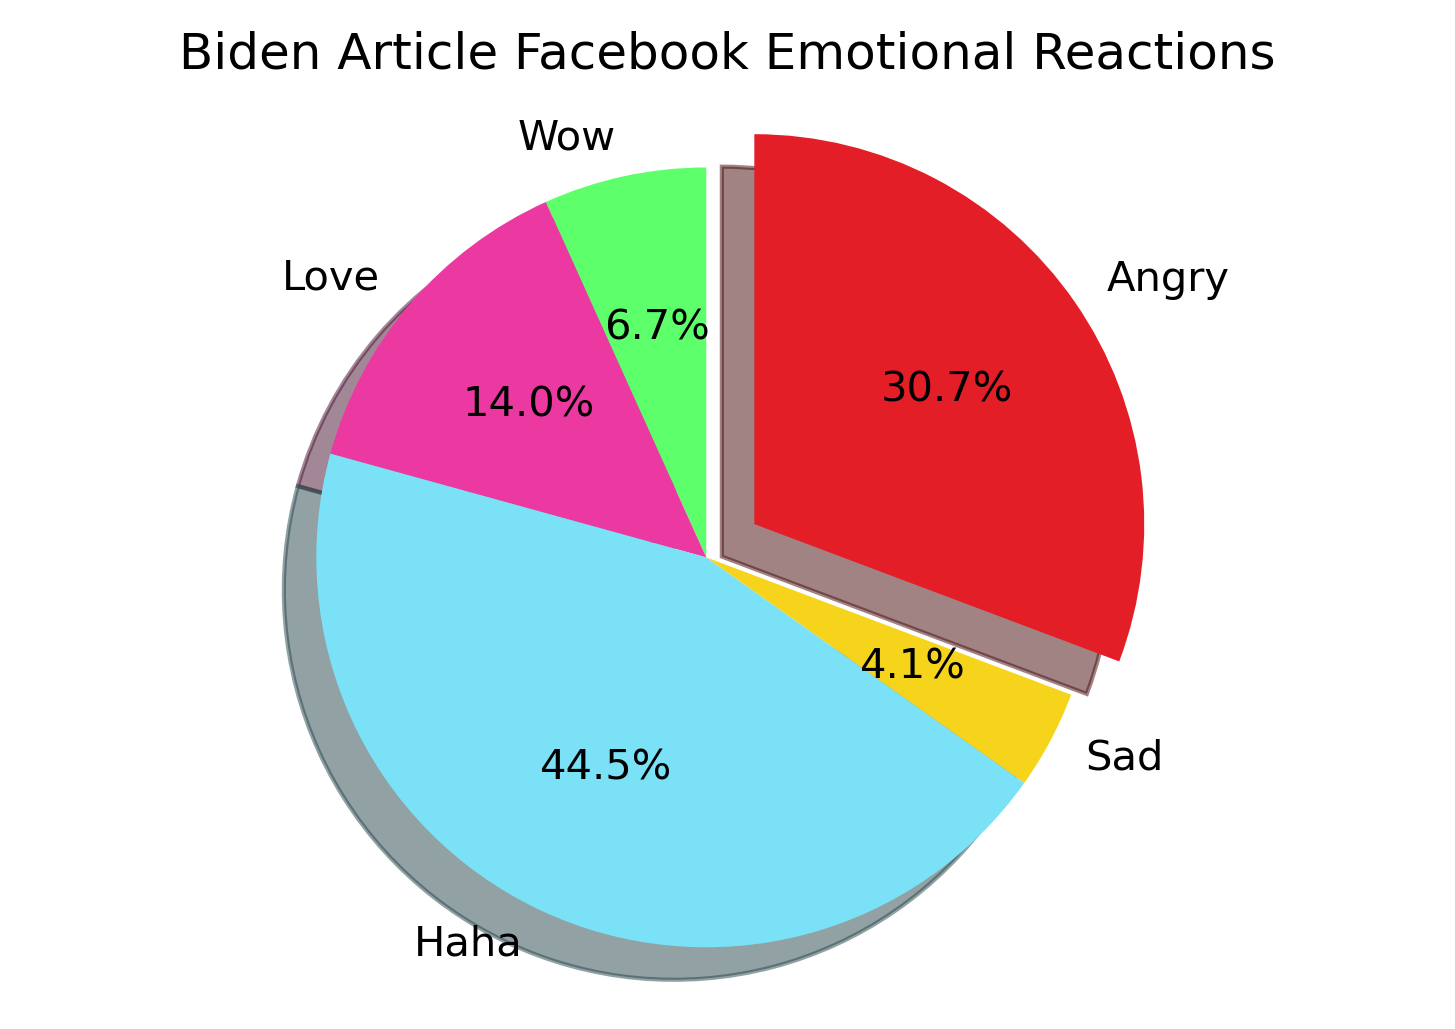 Biden Article Facebook Emotional Reactions
Wow
Angry
Love
6.7%
30.7%
14.0%
4.1%
Sad
44.5%
Haha